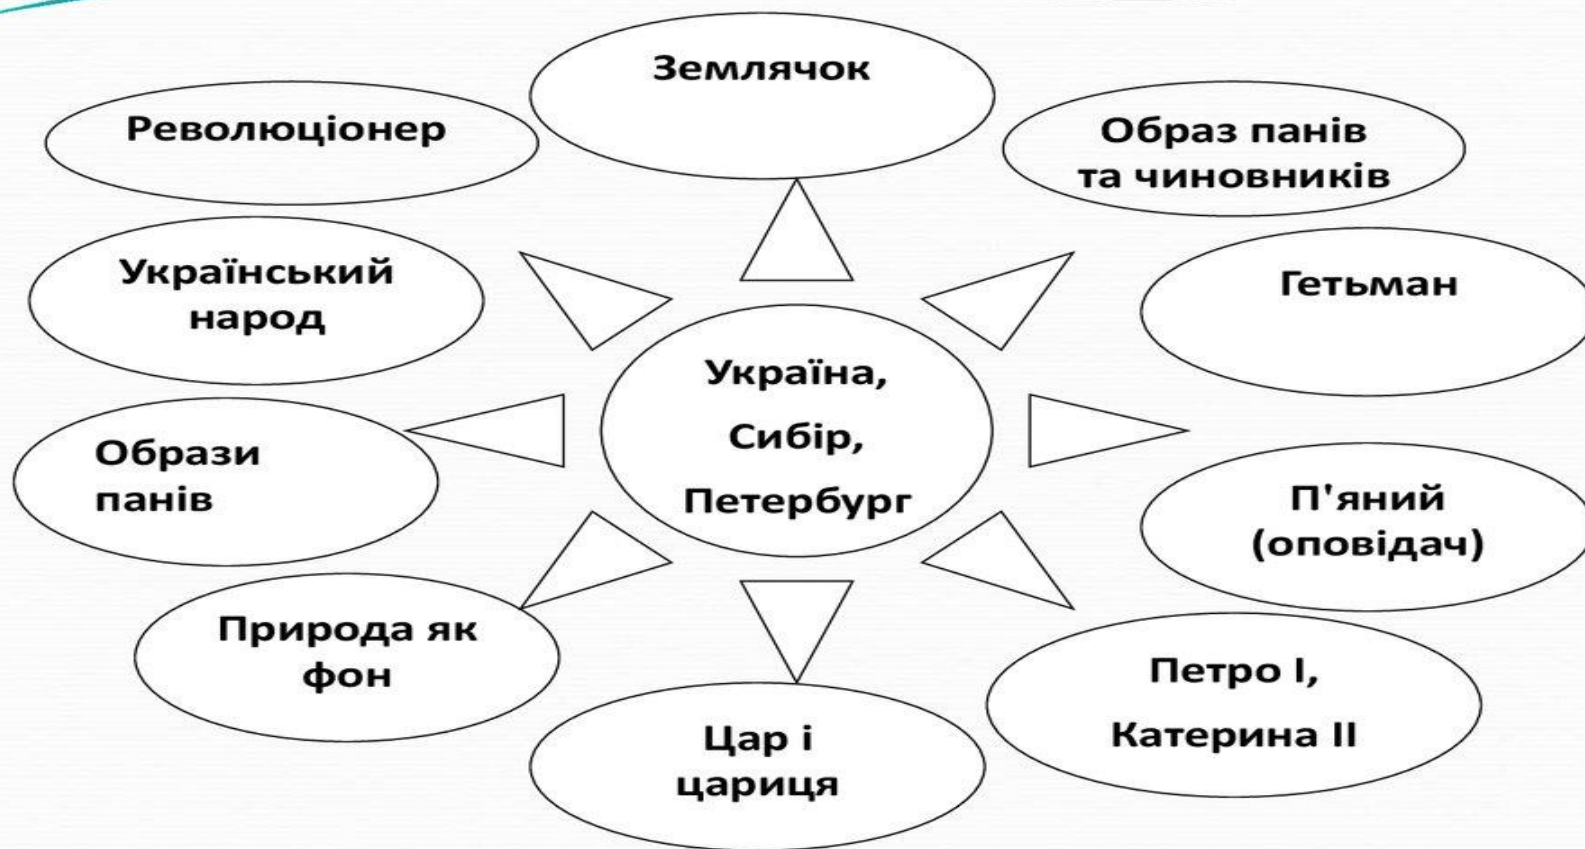 Землячок
Революціонер
Образ панів
та чиновників
Український
народ
Гетьман
Україна,
Сибір,
Петербург
Образи
панів
П'яний
(оповідач)
Природа як
фон
Петро І,
Катерина ІІ
Цар і
цариця